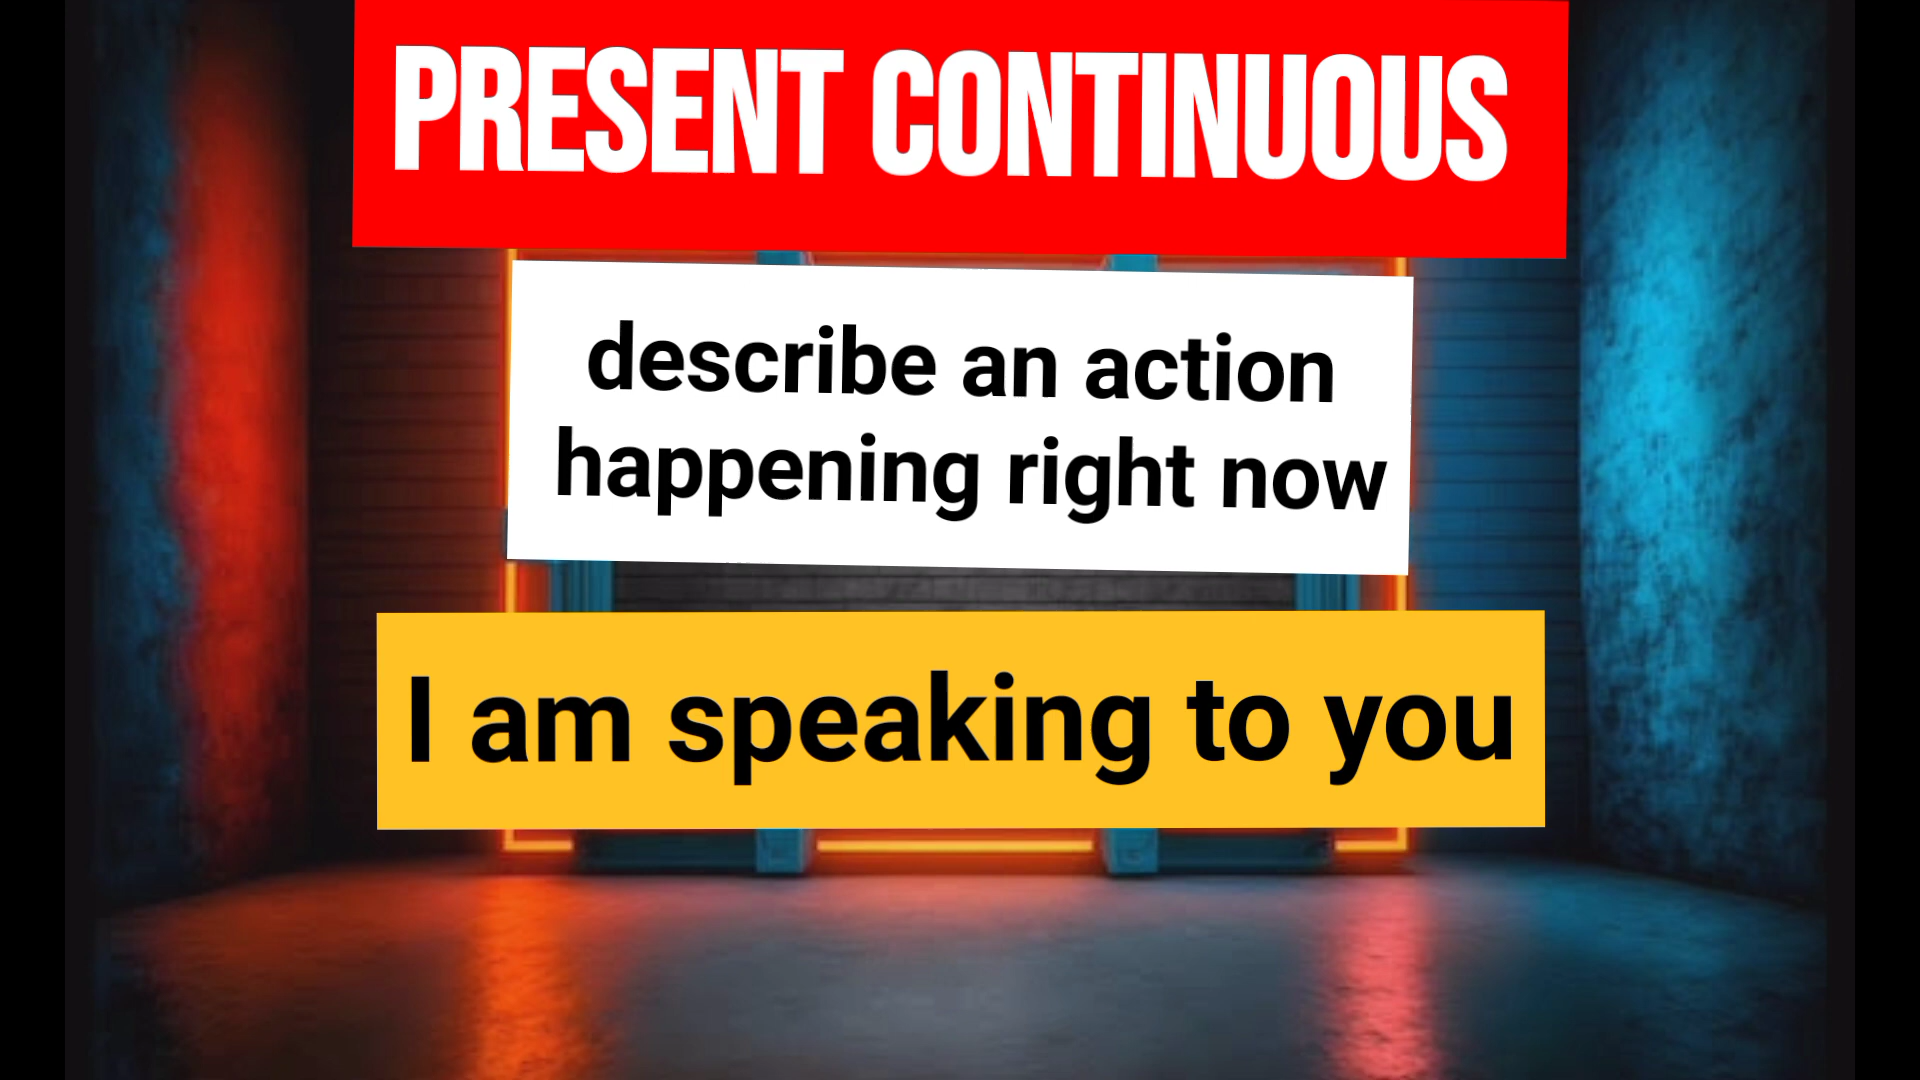 PRESENT CONTINUOUS
describe an action
happening right now
I am speaking to you